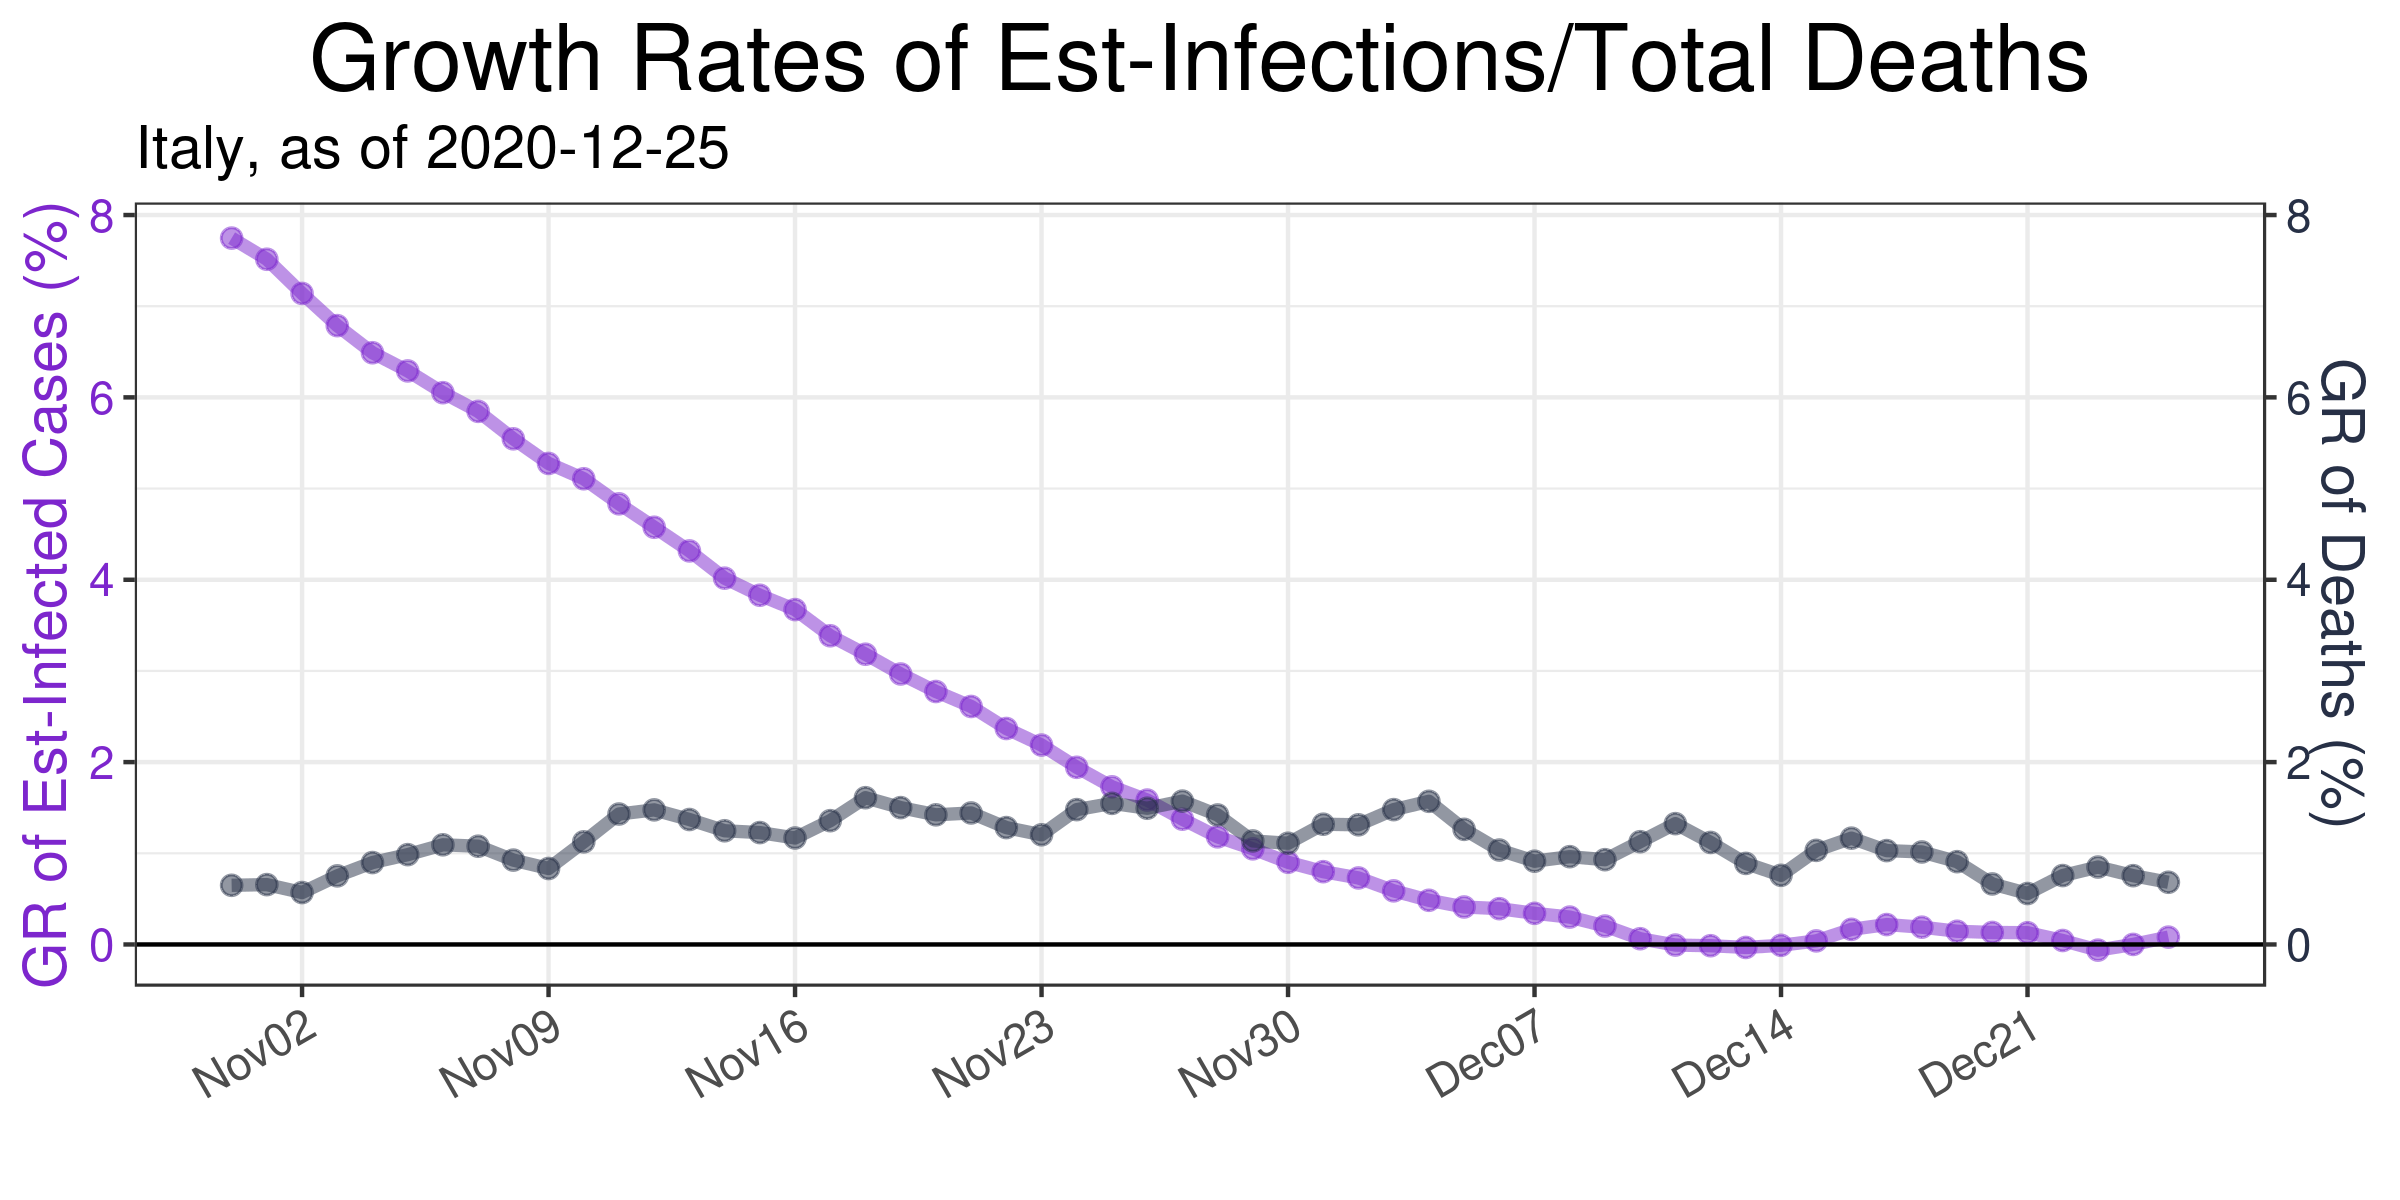 Growth Rates of Est-Infections/Total Deaths
Italy, as of 2020-12-25
GR of Est-Infected Cases (%)
8
6
4
2
0
8
6
4
2
0
GR of Deaths (%)
Nov02
Nov09
Nov16
Nov23
Nov30
Dec07
Dec14
Dec21